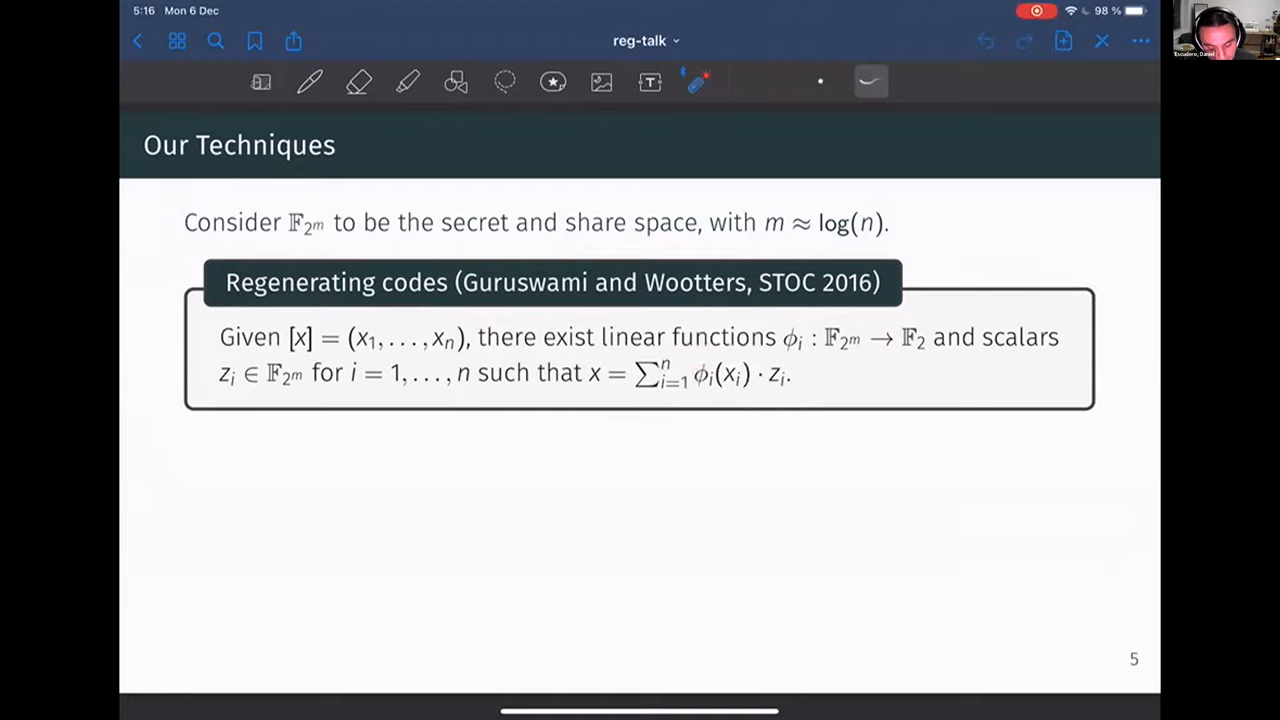 5:16 Mon 6 Dec
98 %
reg-talk
T
Our Techniques
Consider 𝔽₂ᵐ to be the secret and share space, with m ≈ log(n).
Regenerating codes (Guruswami and Wootters, STOC 2016)
Given [x] = (x₁, . . . , xₙ), there exist linear functions ϕᵢ : 𝔽₂ᵐ → 𝔽₂ and scalars
zᵢ ∈ 𝔽₂ᵐ for i = 1, . . . , n such that x = ∑ⁿᵢ₌₁ ϕᵢ(xᵢ) · zᵢ.
5
Escudero, Daniel